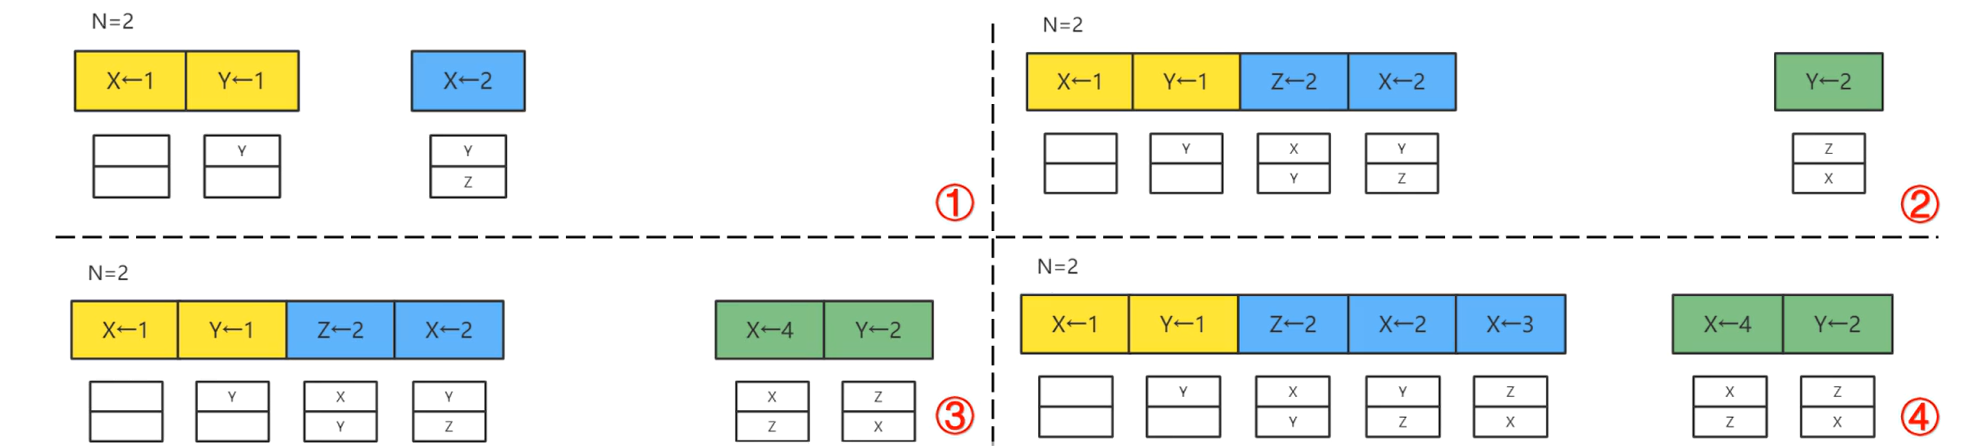 N=2
X←1 Y←1 X←2
Y Y
Z
①
N=2
X←1 Y←1 Z←2 X←2 Y←2
Y X Y Z
Y Z X
②
N=2
X←1 Y←1 Z←2 X←2 X←4 Y←2
Y X Y X Z
Y Z Z X
③
N=2
X←1 Y←1 Z←2 X←2 X←3 X←4 Y←2
Y X Y Z X Z
Y Z X Z X
④